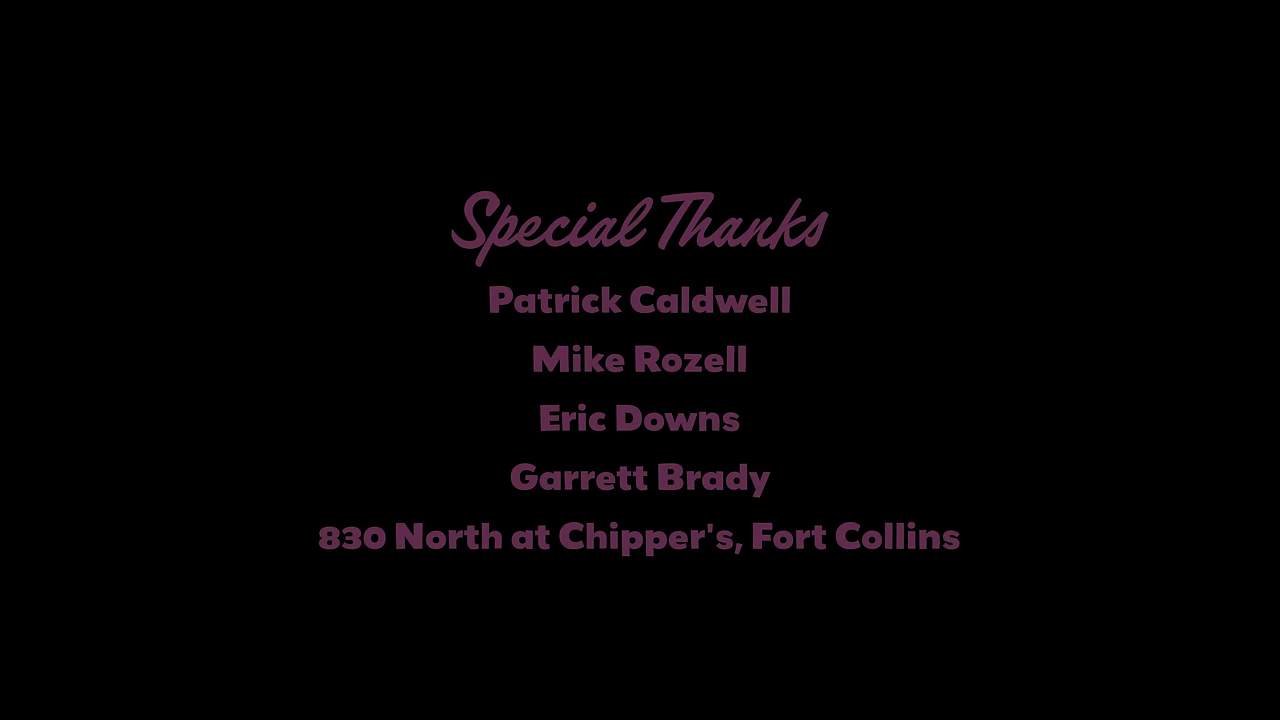 Special Thanks
Patrick Caldwell
Mike Rozell
Eric Downs
Garrett Brady
830 North at Chipper's, Fort Collins